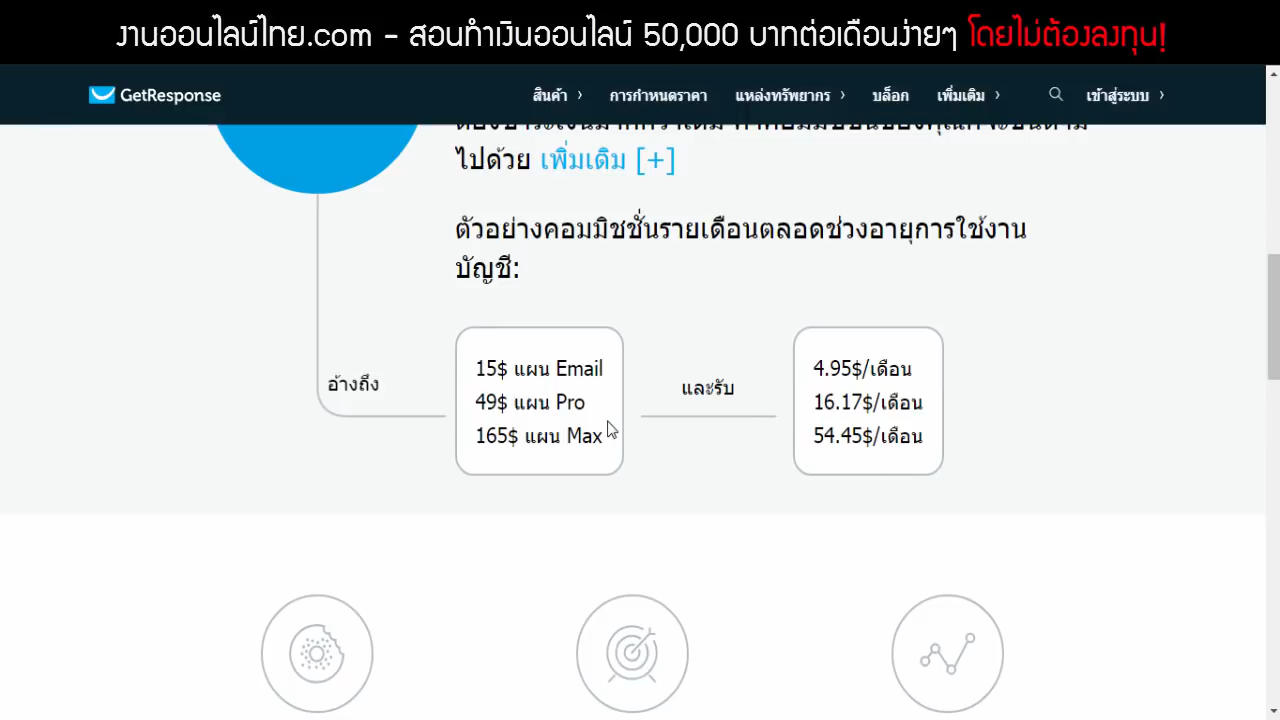 งานออนไลน์ไทย.com - สอนทำเงินออนไลน์ 50,000 บาทต่อเดือนง่ายๆ โดยไม่ต้องลงทุน!
GetResponse สินค้า การกำหนดราคา แหล่งทรัพยากร บล็อก เพิ่มเติม เข้าสู่ระบบ
ไปด้วย เพิ่มเติม [+]
ตัวอย่างคอมมิชชั่นรายเดือนตลอดช่วงอายุการใช้งาน
บัญชี:
อ้างถึง
15$ แผน Email
49$ แผน Pro
165$ แผน Max
และรับ
4.95$/เดือน
16.17$/เดือน
54.45$/เดือน